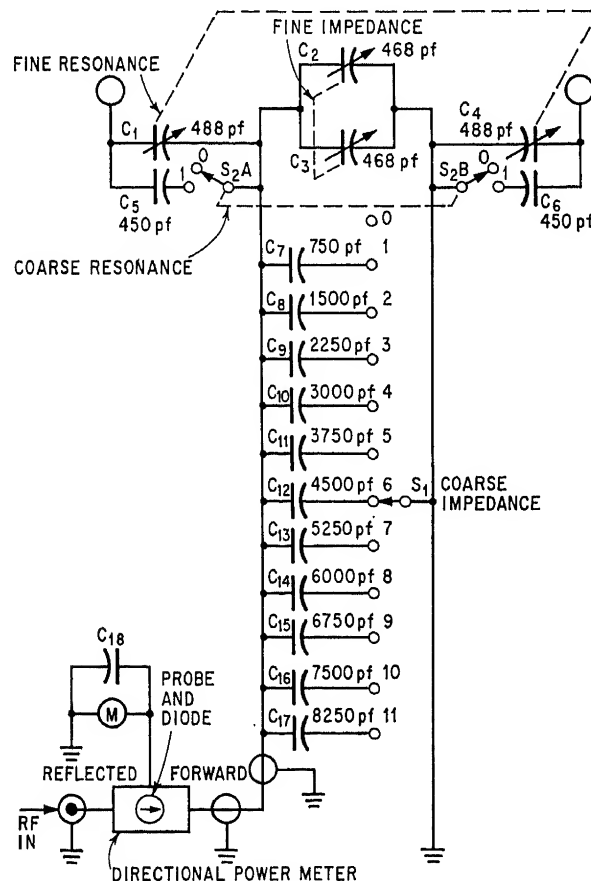 FINE IMPEDANCE
FINE RESONANCE
C2
468 pf
C1
488 pf
C3
468 pf
C4
488 pf
0
1
S2A
S2B
0
1
C5
450 pf
C6
450 pf
COARSE RESONANCE
0
C7 750 pf 1
C8 1500 pf 2
C9 2250 pf 3
C10 3000 pf 4
C11 3750 pf 5
C12 4500 pf 6
S1
COARSE
IMPEDANCE
C13 5250 pf 7
C14 6000 pf 8
C15 6750 pf 9
C16 7500 pf 10
C17 8250 pf 11
C18
PROBE
AND
DIODE
M
REFLECTED
FORWARD
RF
IN
DIRECTIONAL POWER METER